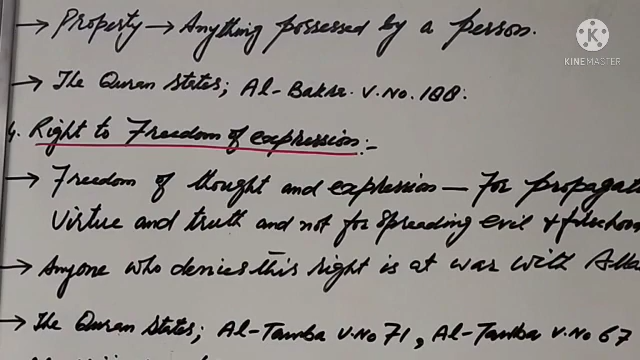 → Property → Anything possessed by a person.
KINEMASTER
→ The Quran states; Al-Bakra. V.No. 188.
4. Right to Freedom of expression:-
→ Freedom of thought and expression — For propagat
virtue and truth and not for spreading evil &
→ Anyone who denies this right is at war with Alla
→ The Quran states; Al-Tawba V.No 71, Al-Tawba V.No 67